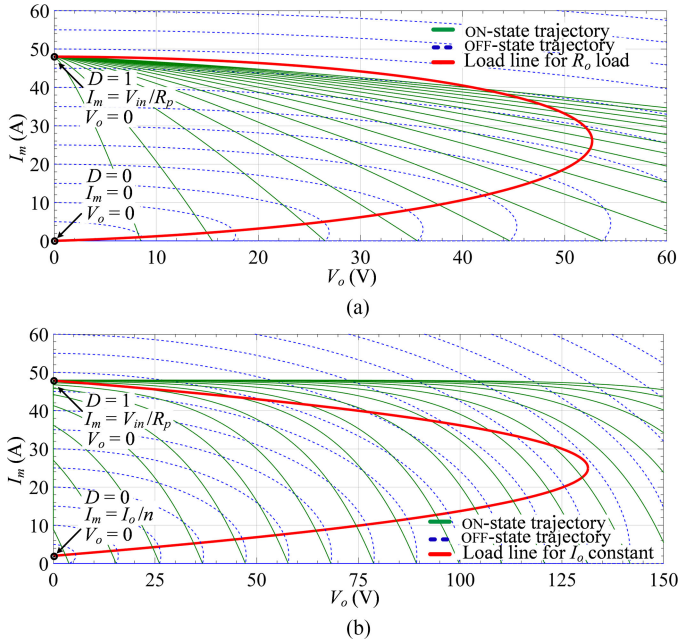 60
50
40
30
20
10
0
I_m (A)
ON-state trajectory
OFF-state trajectory
Load line for R_o load
D = 1
I_m = V_in/R_p
V_o = 0
D = 0
I_m = 0
V_o = 0
0 10 20 30 40 50 60
V_o (V)
(a)
60
50
40
30
20
10
0
I_m (A)
D = 1
I_m = V_in/R_p
V_o = 0
D = 0
I_m = I_o/n
V_o = 0
ON-state trajectory
OFF-state trajectory
Load line for I_o constant
0 25 50 75 100 125 150
V_o (V)
(b)